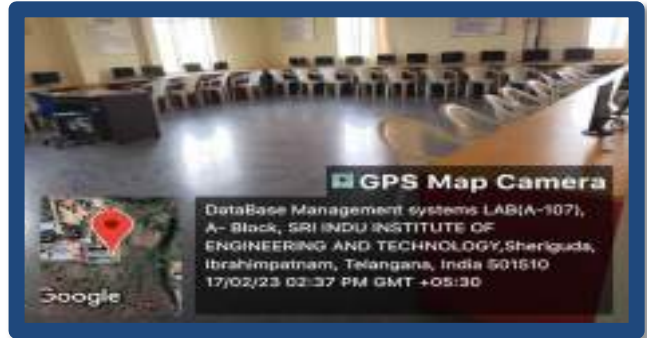 GPS Map Camera
DataBase Management systems LAB(A-107),
A- Block, SRI INDU INSTITUTE OF
ENGINEERING AND TECHNOLOGY,Sheriguda,
Ibrahimpatnam, Telangana, India 501510
17/02/23 02:37 PM GMT +05:30
Google